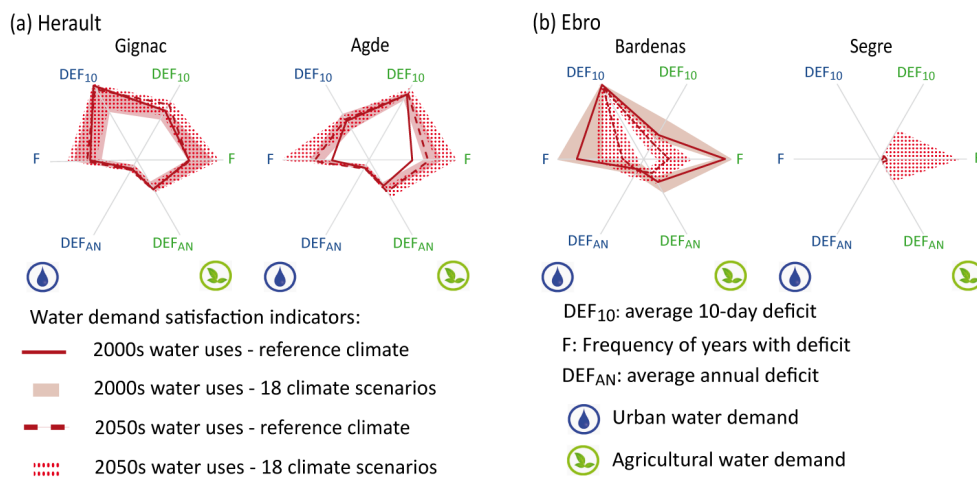 (a) Herault
(b) Ebro
Gignac
Agde
Bardenas
Segre
DEF10 DEF10
DEF10 DEF10
DEF10 DEF10
DEF10 DEF10
F F
F F
F F
F F
DEFAN DEFAN
DEFAN DEFAN
DEFAN DEFAN
DEFAN DEFAN
Water demand satisfaction indicators:
2000s water uses - reference climate
2000s water uses - 18 climate scenarios
2050s water uses - reference climate
2050s water uses - 18 climate scenarios
DEF10: average 10-day deficit
F: Frequency of years with deficit
DEFAN: average annual deficit
Urban water demand
Agricultural water demand